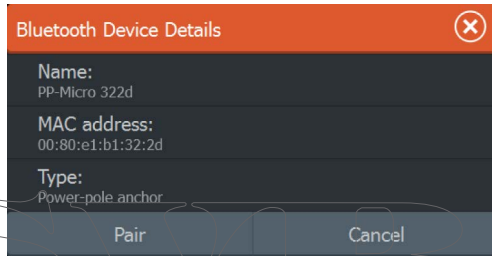 Bluetooth Device Details
Name:
PP-Micro 322d
MAC address:
00:80:e1:b1:32:2d
Type:
Power-pole anchor
Pair
Cancel